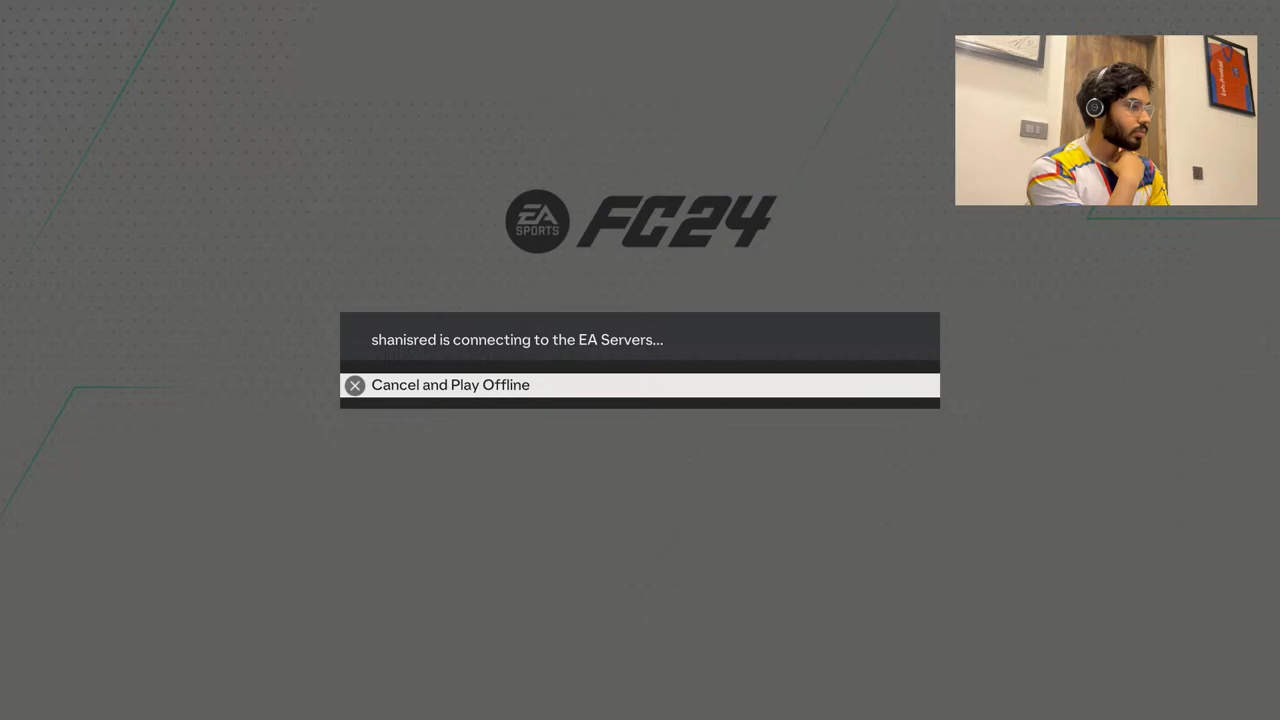 EA
SPORTS
FC24
shanisred is connecting to the EA Servers...
Cancel and Play Offline